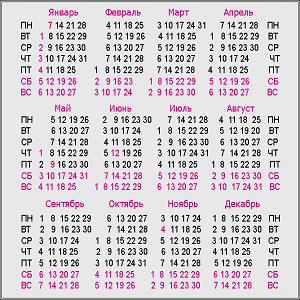 Январь Февраль Март Апрель
ПН 7 14 21 28 4 11 18 25 3 10 17 24 31 7 14 21 28 ПН
ВТ 1 8 15 22 29 5 12 19 26 4 11 18 25 1 8 15 22 29 ВТ
СР 2 9 16 23 30 6 13 20 27 5 12 19 26 2 9 16 23 30 СР
ЧТ 3 10 17 24 31 7 14 21 28 6 13 20 27 3 10 17 24 ЧТ
ПТ 4 11 18 25 1 8 15 22 29 7 14 21 28 4 11 18 25 ПТ
СБ 5 12 19 26 2 9 16 23 1 8 15 22 29 5 12 19 26 СБ
ВС 6 13 20 27 3 10 17 24 2 9 16 23 30 6 13 20 27 ВС
Май Июнь Июль Август
ПН 5 12 19 26 2 9 16 23 30 7 14 21 28 4 11 18 25 ПН
ВТ 6 13 20 27 3 10 17 24 1 8 15 22 29 5 12 19 26 ВТ
СР 7 14 21 28 4 11 18 25 2 9 16 23 30 6 13 20 27 СР
ЧТ 1 8 15 22 29 5 12 19 26 3 10 17 24 31 7 14 21 28 ЧТ
ПТ 2 9 16 23 30 6 13 20 27 4 11 18 25 1 8 15 22 29 ПТ
СБ 3 10 17 24 31 7 14 21 28 5 12 19 26 2 9 16 23 30 СБ
ВС 4 11 18 25 1 8 15 22 29 6 13 20 27 3 10 17 24 31 ВС
Сентябрь Октябрь Ноябрь Декабрь
ПН 1 8 15 22 29 6 13 20 27 3 10 17 24 1 8 15 22 29 ПН
ВТ 2 9 16 23 30 7 14 21 28 4 11 18 25 2 9 16 23 30 ВТ
СР 3 10 17 24 1 8 15 22 29 5 12 19 26 3 10 17 24 31 СР
ЧТ 4 11 18 25 2 9 16 23 30 6 13 20 27 4 11 18 25 ЧТ
ПТ 5 12 19 26 3 10 17 24 31 7 14 21 28 5 12 19 26 ПТ
СБ 6 13 20 27 4 11 18 25 1 8 15 22 29 6 13 20 27 СБ
ВС 7 14 21 28 5 12 19 26 2 9 16 23 30 7 14 21 28 ВС